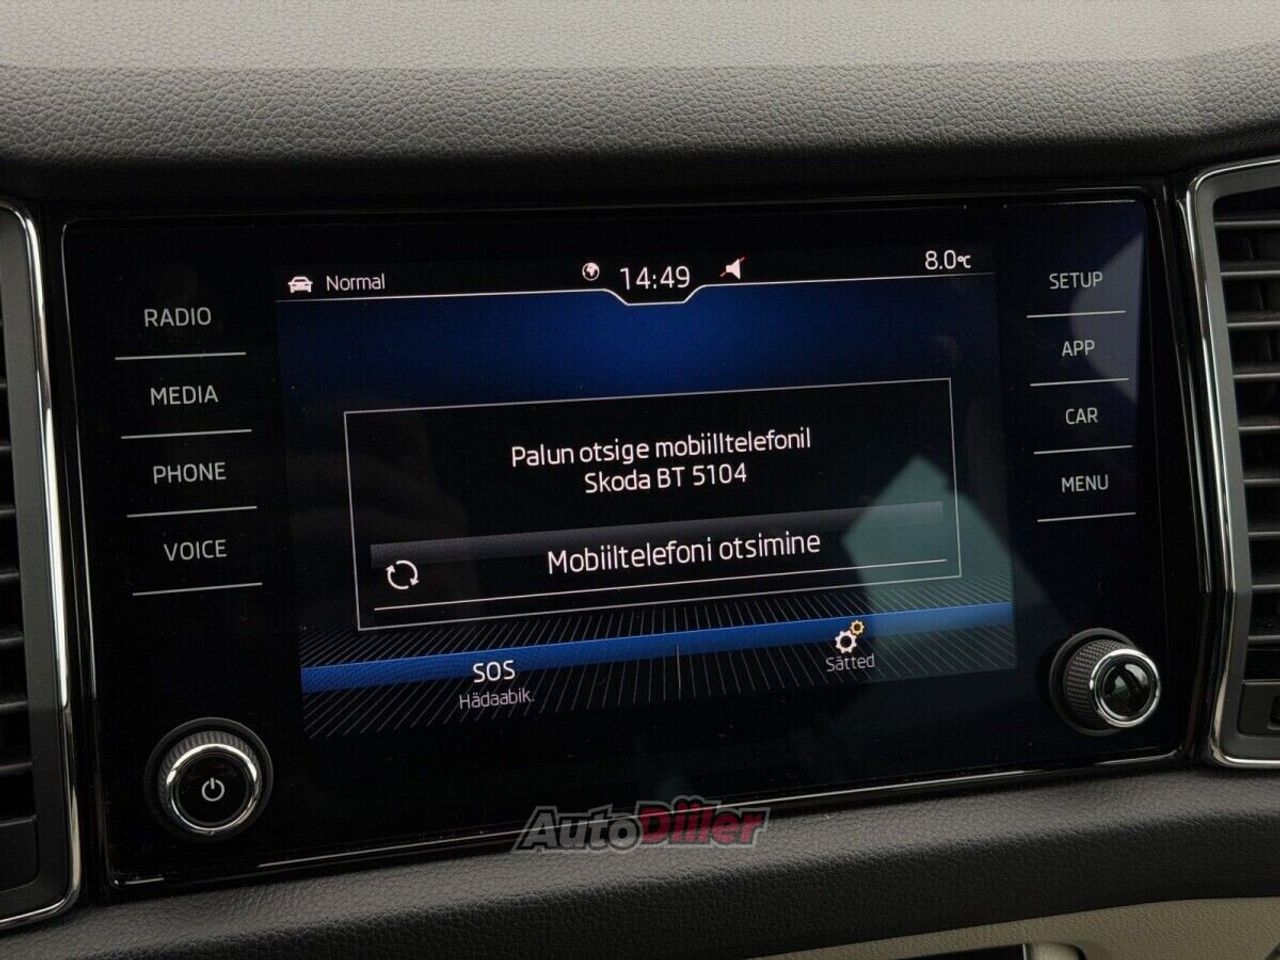 Normal
14:49
8.0°C
RADIO
MEDIA
PHONE
VOICE
SETUP
APP
CAR
MENU
Palun otsige mobiilltelefonil
Skoda BT 5104
Mobiiltelefoni otsimine
SOS
Hädaabik.
Sätted
AutoDiller